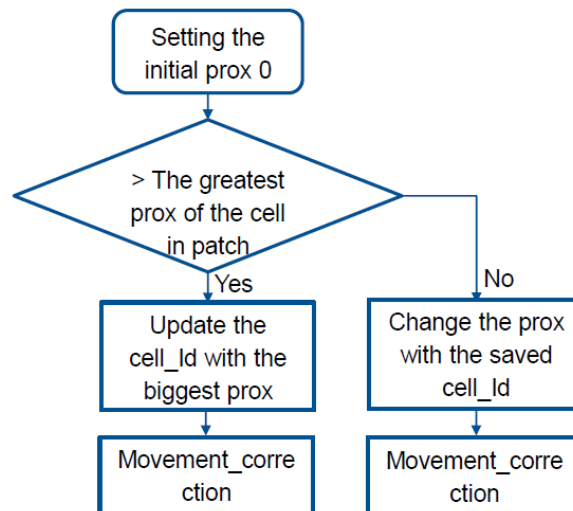 Setting the
initial prox 0
> The greatest
prox of the cell
in patch
Yes
No
Update the
cell_Id with the
biggest prox
Change the prox
with the saved
cell_Id
Movement_corre
ction
Movement_corre
ction